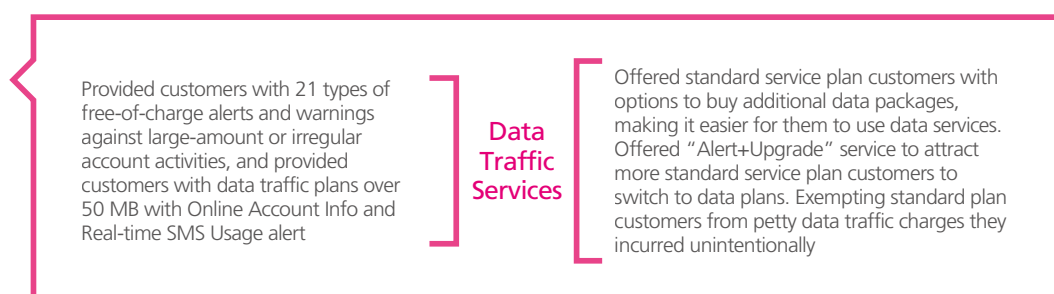 Provided customers with 21 types of
free-of-charge alerts and warnings
against large-amount or irregular
account activities, and provided
customers with data traffic plans over
50 MB with Online Account Info and
Real-time SMS Usage alert
Data
Traffic
Services
Offered standard service plan customers with
options to buy additional data packages,
making it easier for them to use data services.
Offered “Alert+Upgrade” service to attract
more standard service plan customers to
switch to data plans. Exempting standard plan
customers from petty data traffic charges they
incurred unintentionally